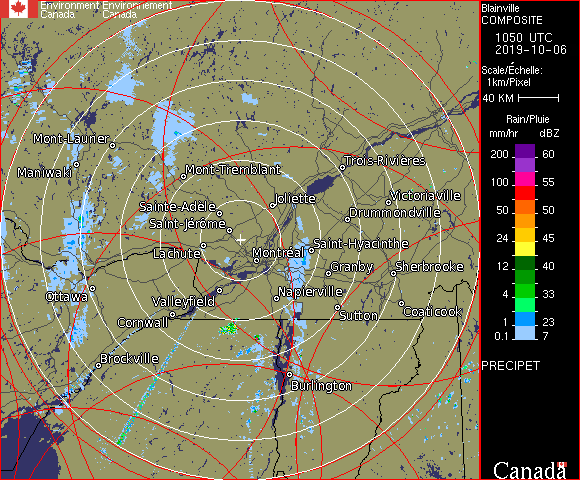 Environment Environnement
Canada Canada
Blainville
COMPOSITE
1050 UTC
2019-10-06
Scale/Échelle:
1km/Pixel
40 KM
Rain/Pluie
mm/hr dBZ
200 60
100 55
50 50
24 45
12 40
4 33
1 23
0.1 7
PRECIPET
Mont-Laurier
Maniwaki
Mont-Tremblant
Trois-Rivières
Joliette
Victoriaville
Sainte-Adèle
Drummondville
Saint-Jérôme
Lachute
Montréal
Saint-Hyacinthe
Granby
Sherbrooke
Ottawa
Valleyfield
Napierville
Cornwall
Sutton
Coaticook
Brockville
Burlington
Canada